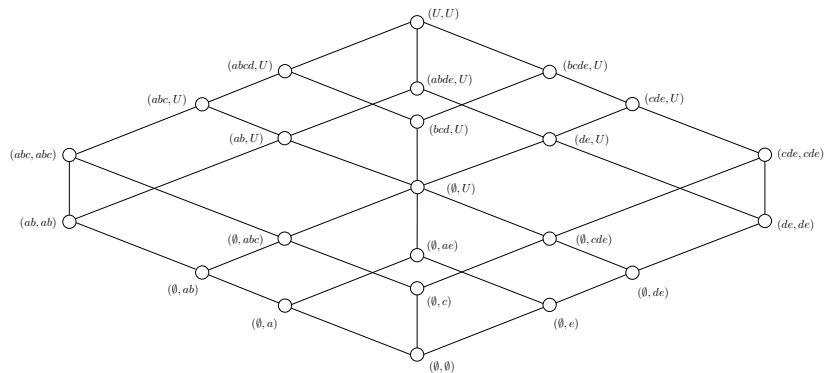 (U, U)
(abcd, U)
(bcde, U)
(abde, U)
(abc, U)
(cde, U)
(bcd, U)
(ab, U)
(de, U)
(abc, abc)
(cde, cde)
(∅, U)
(ab, ab)
(de, de)
(∅, abc)
(∅, ae)
(∅, cde)
(∅, ab)
(∅, de)
(∅, c)
(∅, a)
(∅, e)
(∅, ∅)